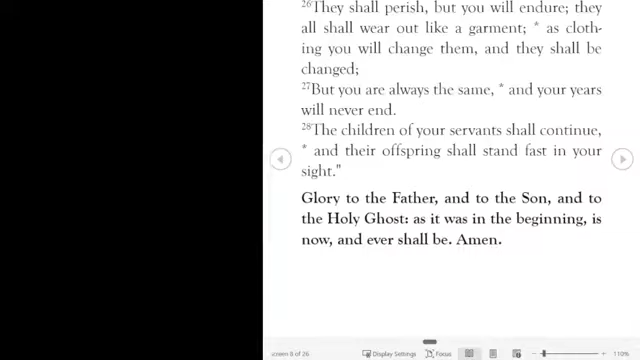 26They shall perish, but you will endure; they
all shall wear out like a garment; * as cloth-
ing you will change them, and they shall be
changed;
27But you are always the same, * and your years
will never end.
28The children of your servants shall continue,
* and their offspring shall stand fast in your
sight."
Glory to the Father, and to the Son, and to
the Holy Ghost: as it was in the beginning, is
now, and ever shall be. Amen.
screen 8 of 26 Display Settings Focus 110%